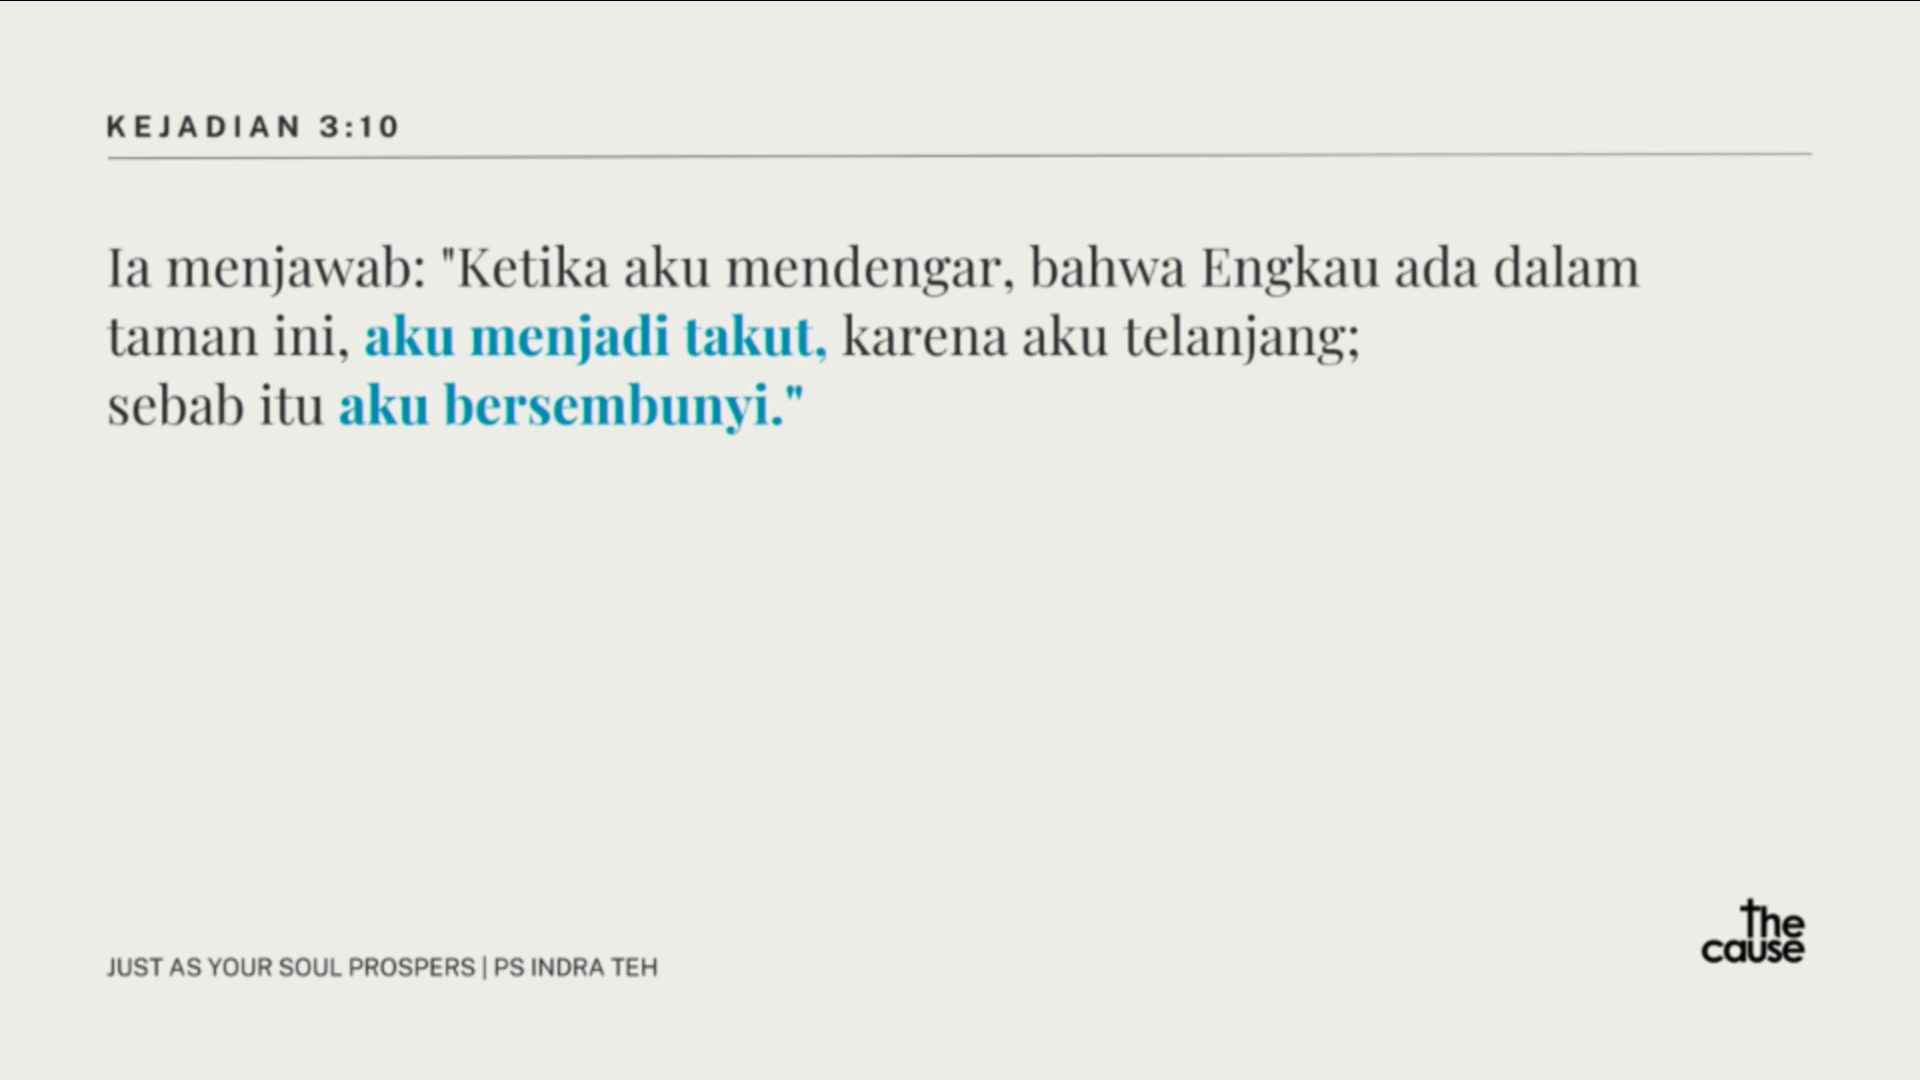 KEJADIAN 3:10
Ia menjawab: "Ketika aku mendengar, bahwa Engkau ada dalam
taman ini, aku menjadi takut, karena aku telanjang;
sebab itu aku bersembunyi."
the
cause
JUST AS YOUR SOUL PROSPERS | PS INDRA TEH